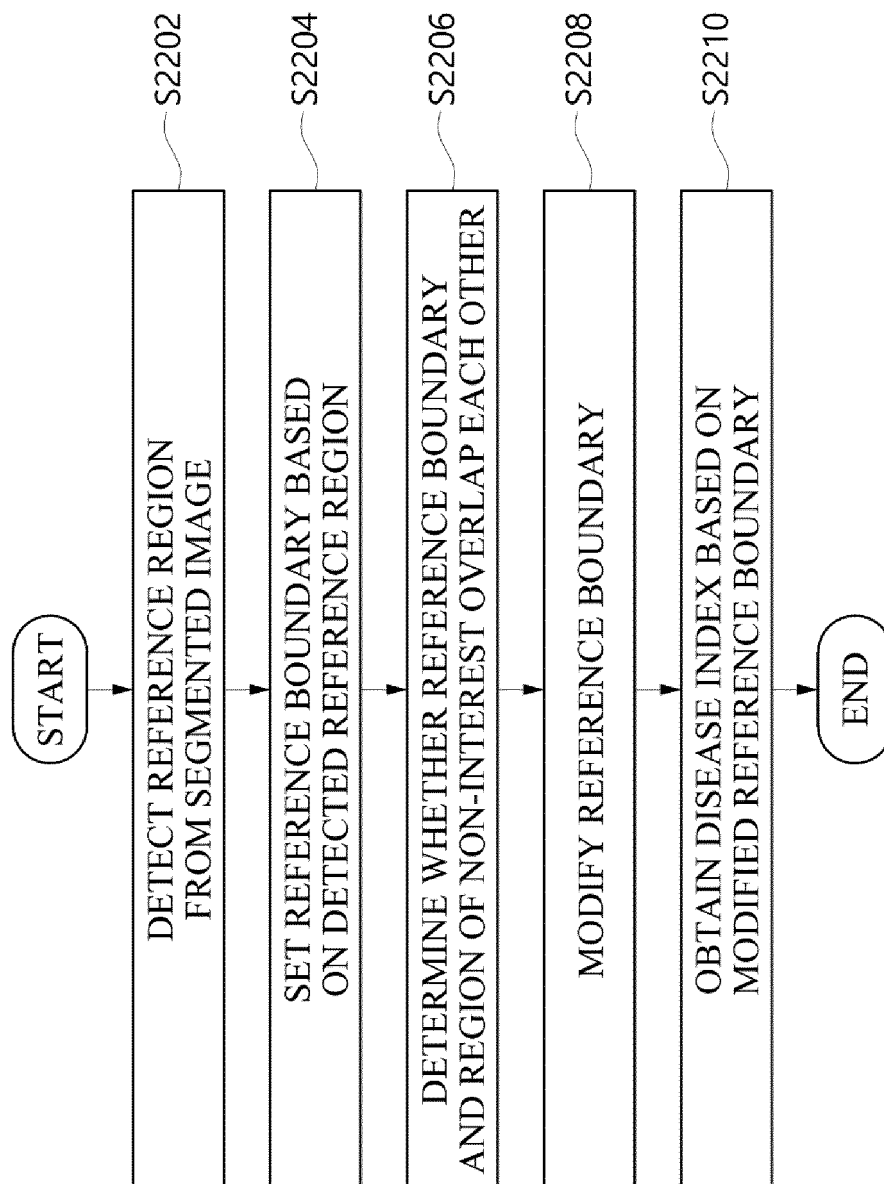 START
DETECT REFERENCE REGION
FROM SEGMENTED IMAGE
S2202
SET REFERENCE BOUNDARY BASED
ON DETECTED REFERENCE REGION
S2204
DETERMINE WHETHER REFERENCE BOUNDARY
AND REGION OF NON-INTEREST OVERLAP EACH OTHER
S2206
MODIFY REFERENCE BOUNDARY
S2208
OBTAIN DISEASE INDEX BASED ON
MODIFIED REFERENCE BOUNDARY
S2210
END